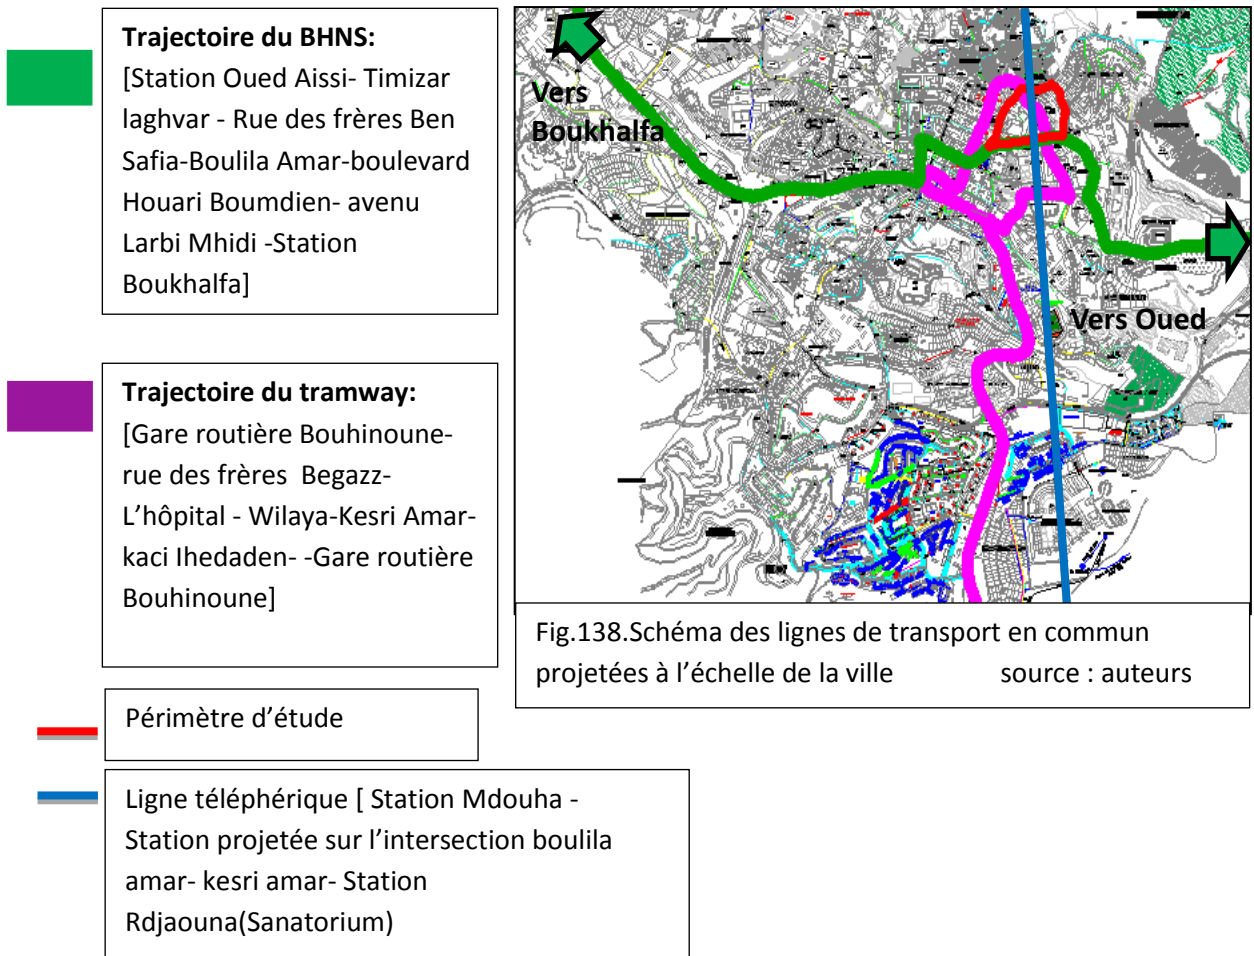 Trajectoire du BHNS:
[Station Oued Aissi- Timizar
laghvar - Rue des frères Ben
Safia-Boulila Amar-boulevard
Houari Boumdien- avenu
Larbi Mhidi -Station
Boukhalfa]
Trajectoire du tramway:
[Gare routière Bouhinoune-
rue des frères Begazz-
L’hôpital - Wilaya-Kesri Amar-
kaci Ihedaden- -Gare routière
Bouhinoune]
Périmètre d’étude
Ligne téléphérique [ Station Mdouha -
Station projetée sur l’intersection boulila
amar- kesri amar- Station
Rdjaouna(Sanatorium)
Vers
Boukhalfa
Vers Oued
Fig.138.Schéma des lignes de transport en commun
projetées à l’échelle de la ville source : auteurs